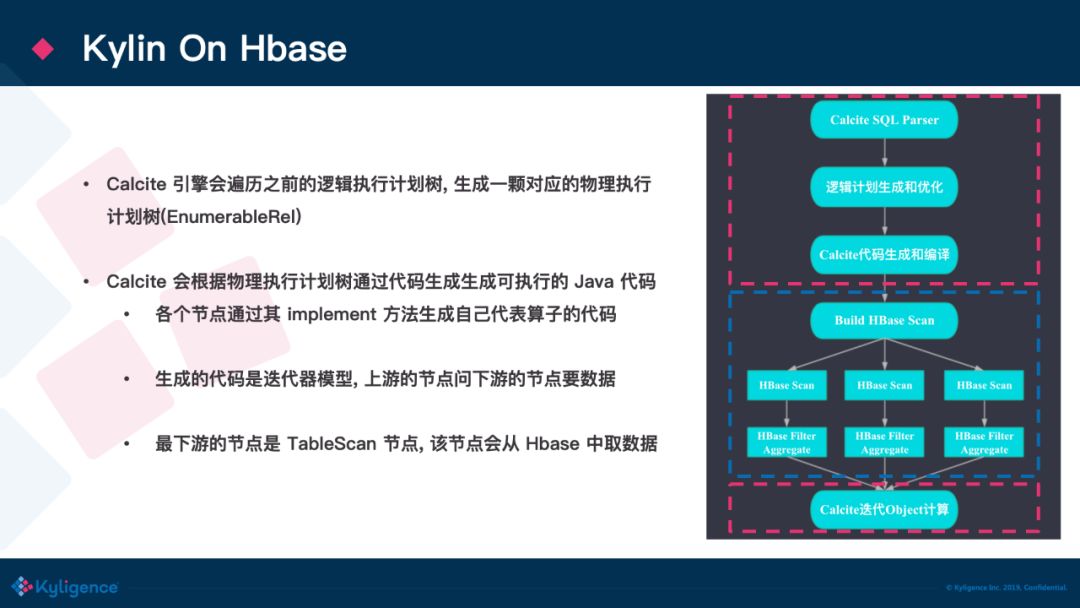 Kylin On Hbase
• Calcite 引擎会遍历之前的逻辑执行计划树, 生成一颗对应的物理执行
计划树(EnumerableRel)
• Calcite 会根据物理执行计划树通过代码生成生成可执行的 Java 代码
• 各个节点通过其 implement 方法生成自己代表算子的代码
• 生成的代码是迭代器模型, 上游的节点问下游的节点要数据
• 最下游的节点是 TableScan 节点, 该节点会从 Hbase 中取数据
Calcite SQL Parser
逻辑计划生成和优化
Calcite代码生成和编译
Build HBase Scan
HBase Scan
HBase Scan
HBase Scan
HBase Filter
Aggregate
HBase Filter
Aggregate
HBase Filter
Aggregate
Calcite迭代Object计算
Kyligence
© Kyligence Inc. 2019, Confidential.